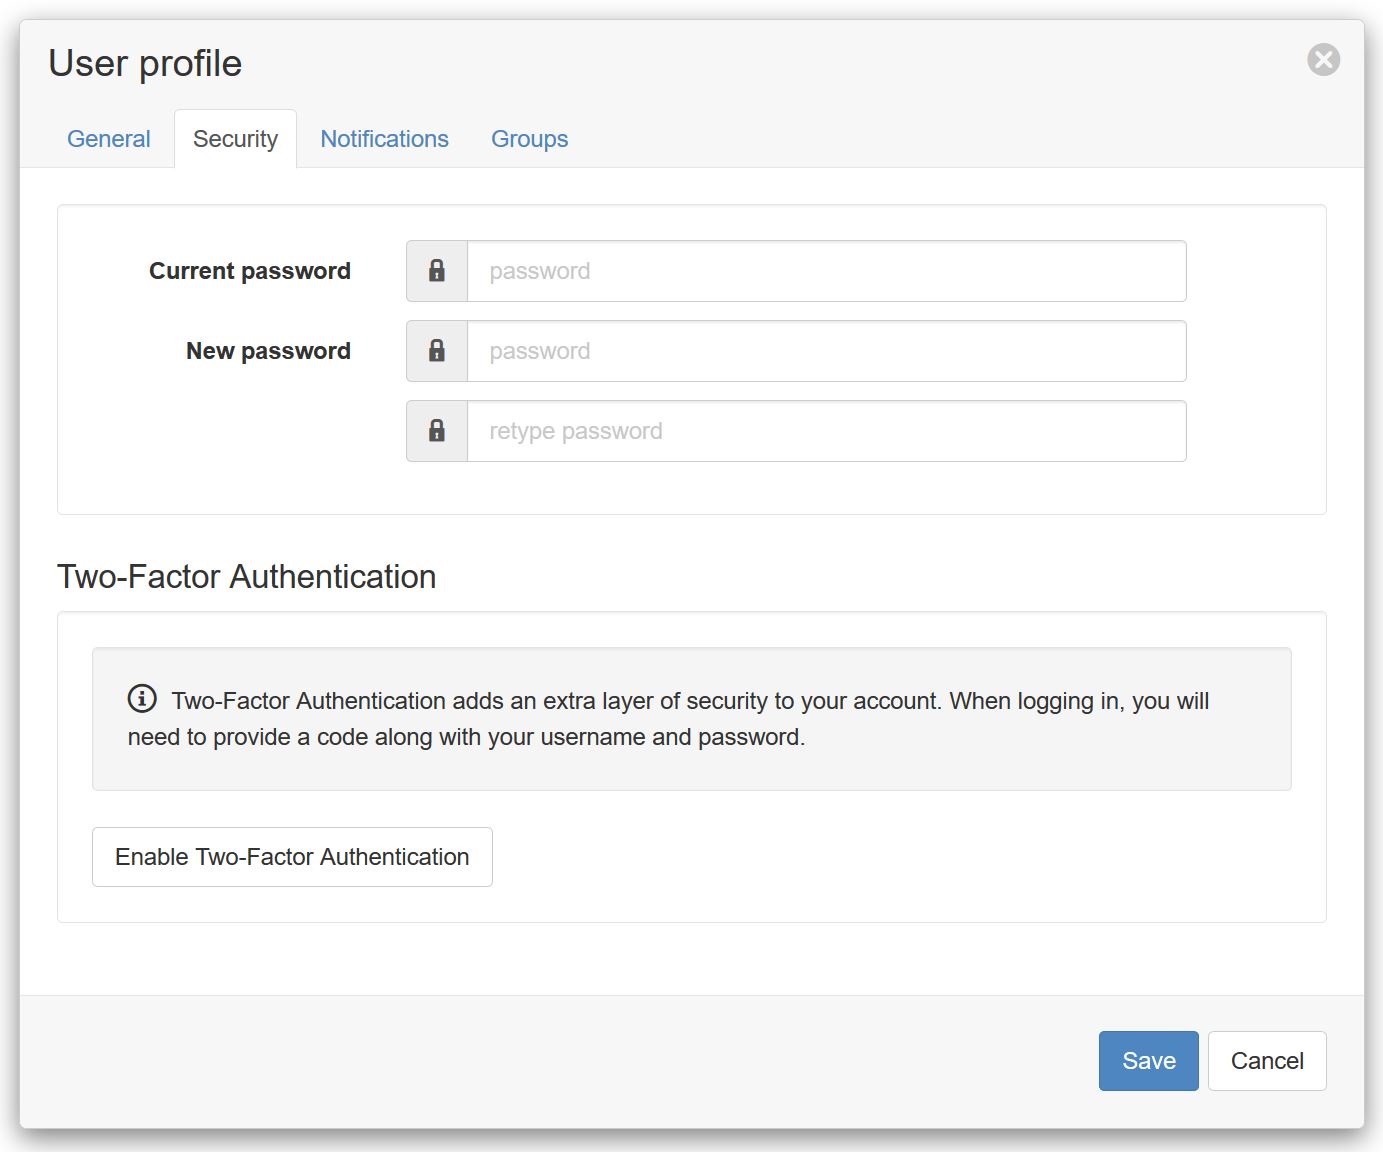 User profile
General Security Notifications Groups
Current password password
New password password
retype password
Two-Factor Authentication
Two-Factor Authentication adds an extra layer of security to your account. When logging in, you will
need to provide a code along with your username and password.
Enable Two-Factor Authentication
Save Cancel